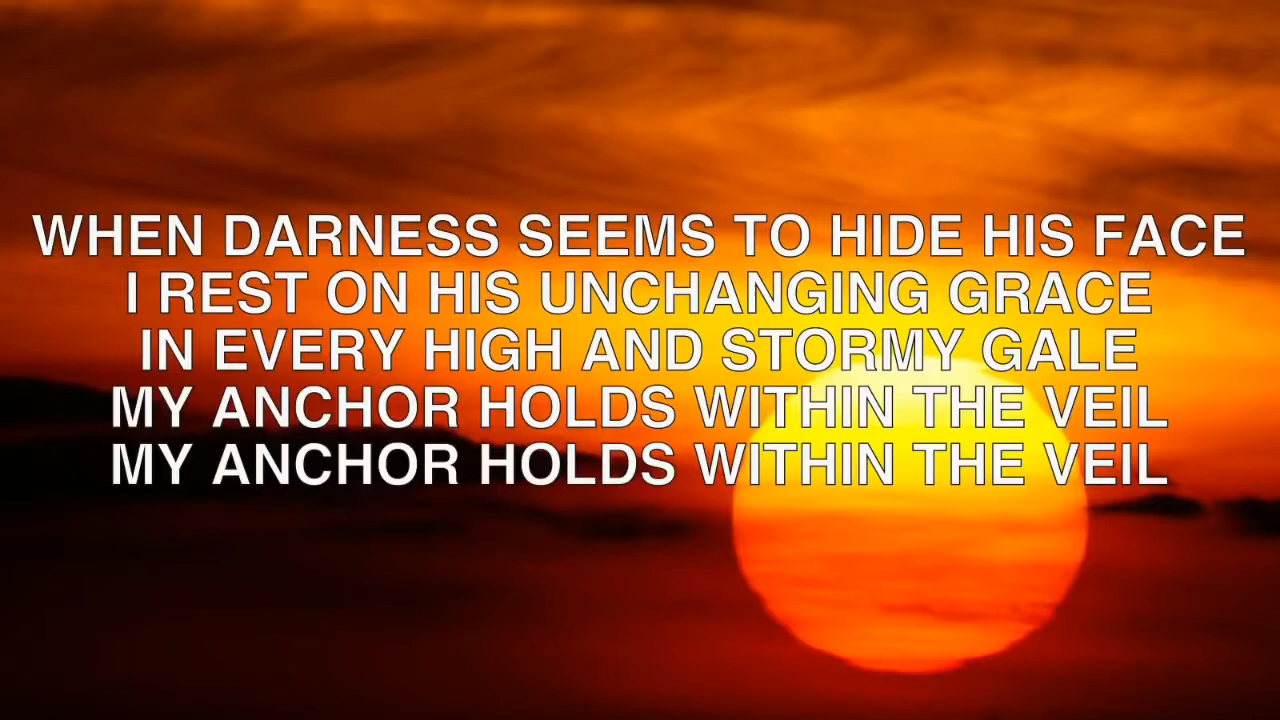 WHEN DARNESS SEEMS TO HIDE HIS FACE
I REST ON HIS UNCHANGING GRACE
IN EVERY HIGH AND STORMY GALE
MY ANCHOR HOLDS WITHIN THE VEIL
MY ANCHOR HOLDS WITHIN THE VEIL